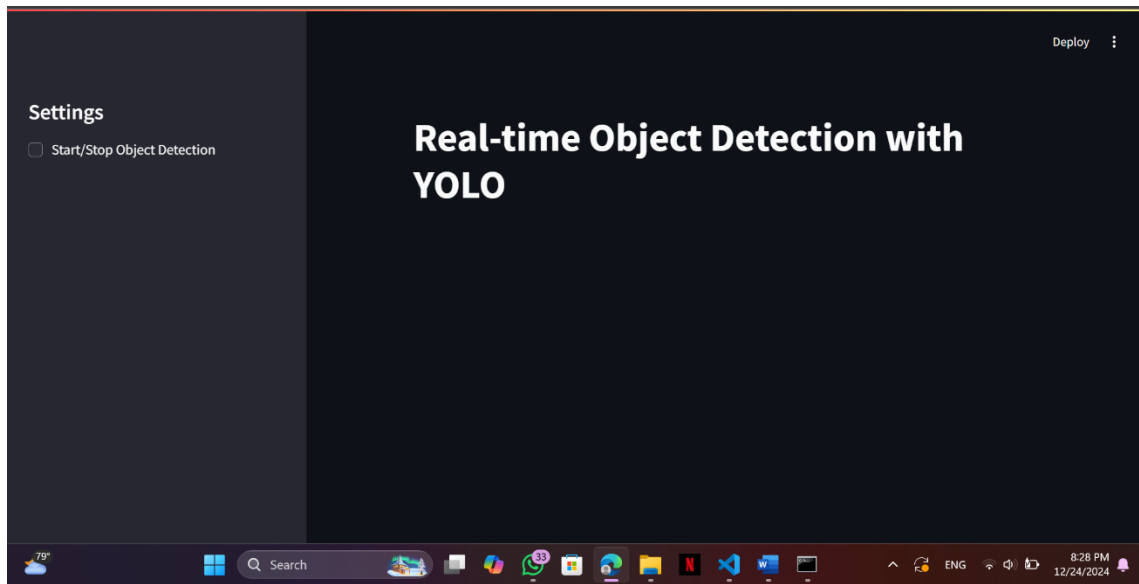 Deploy
Settings
Start/Stop Object Detection
Real-time Object Detection with
YOLO
79°
Search
33
N
W
ENG
8:28 PM
12/24/2024